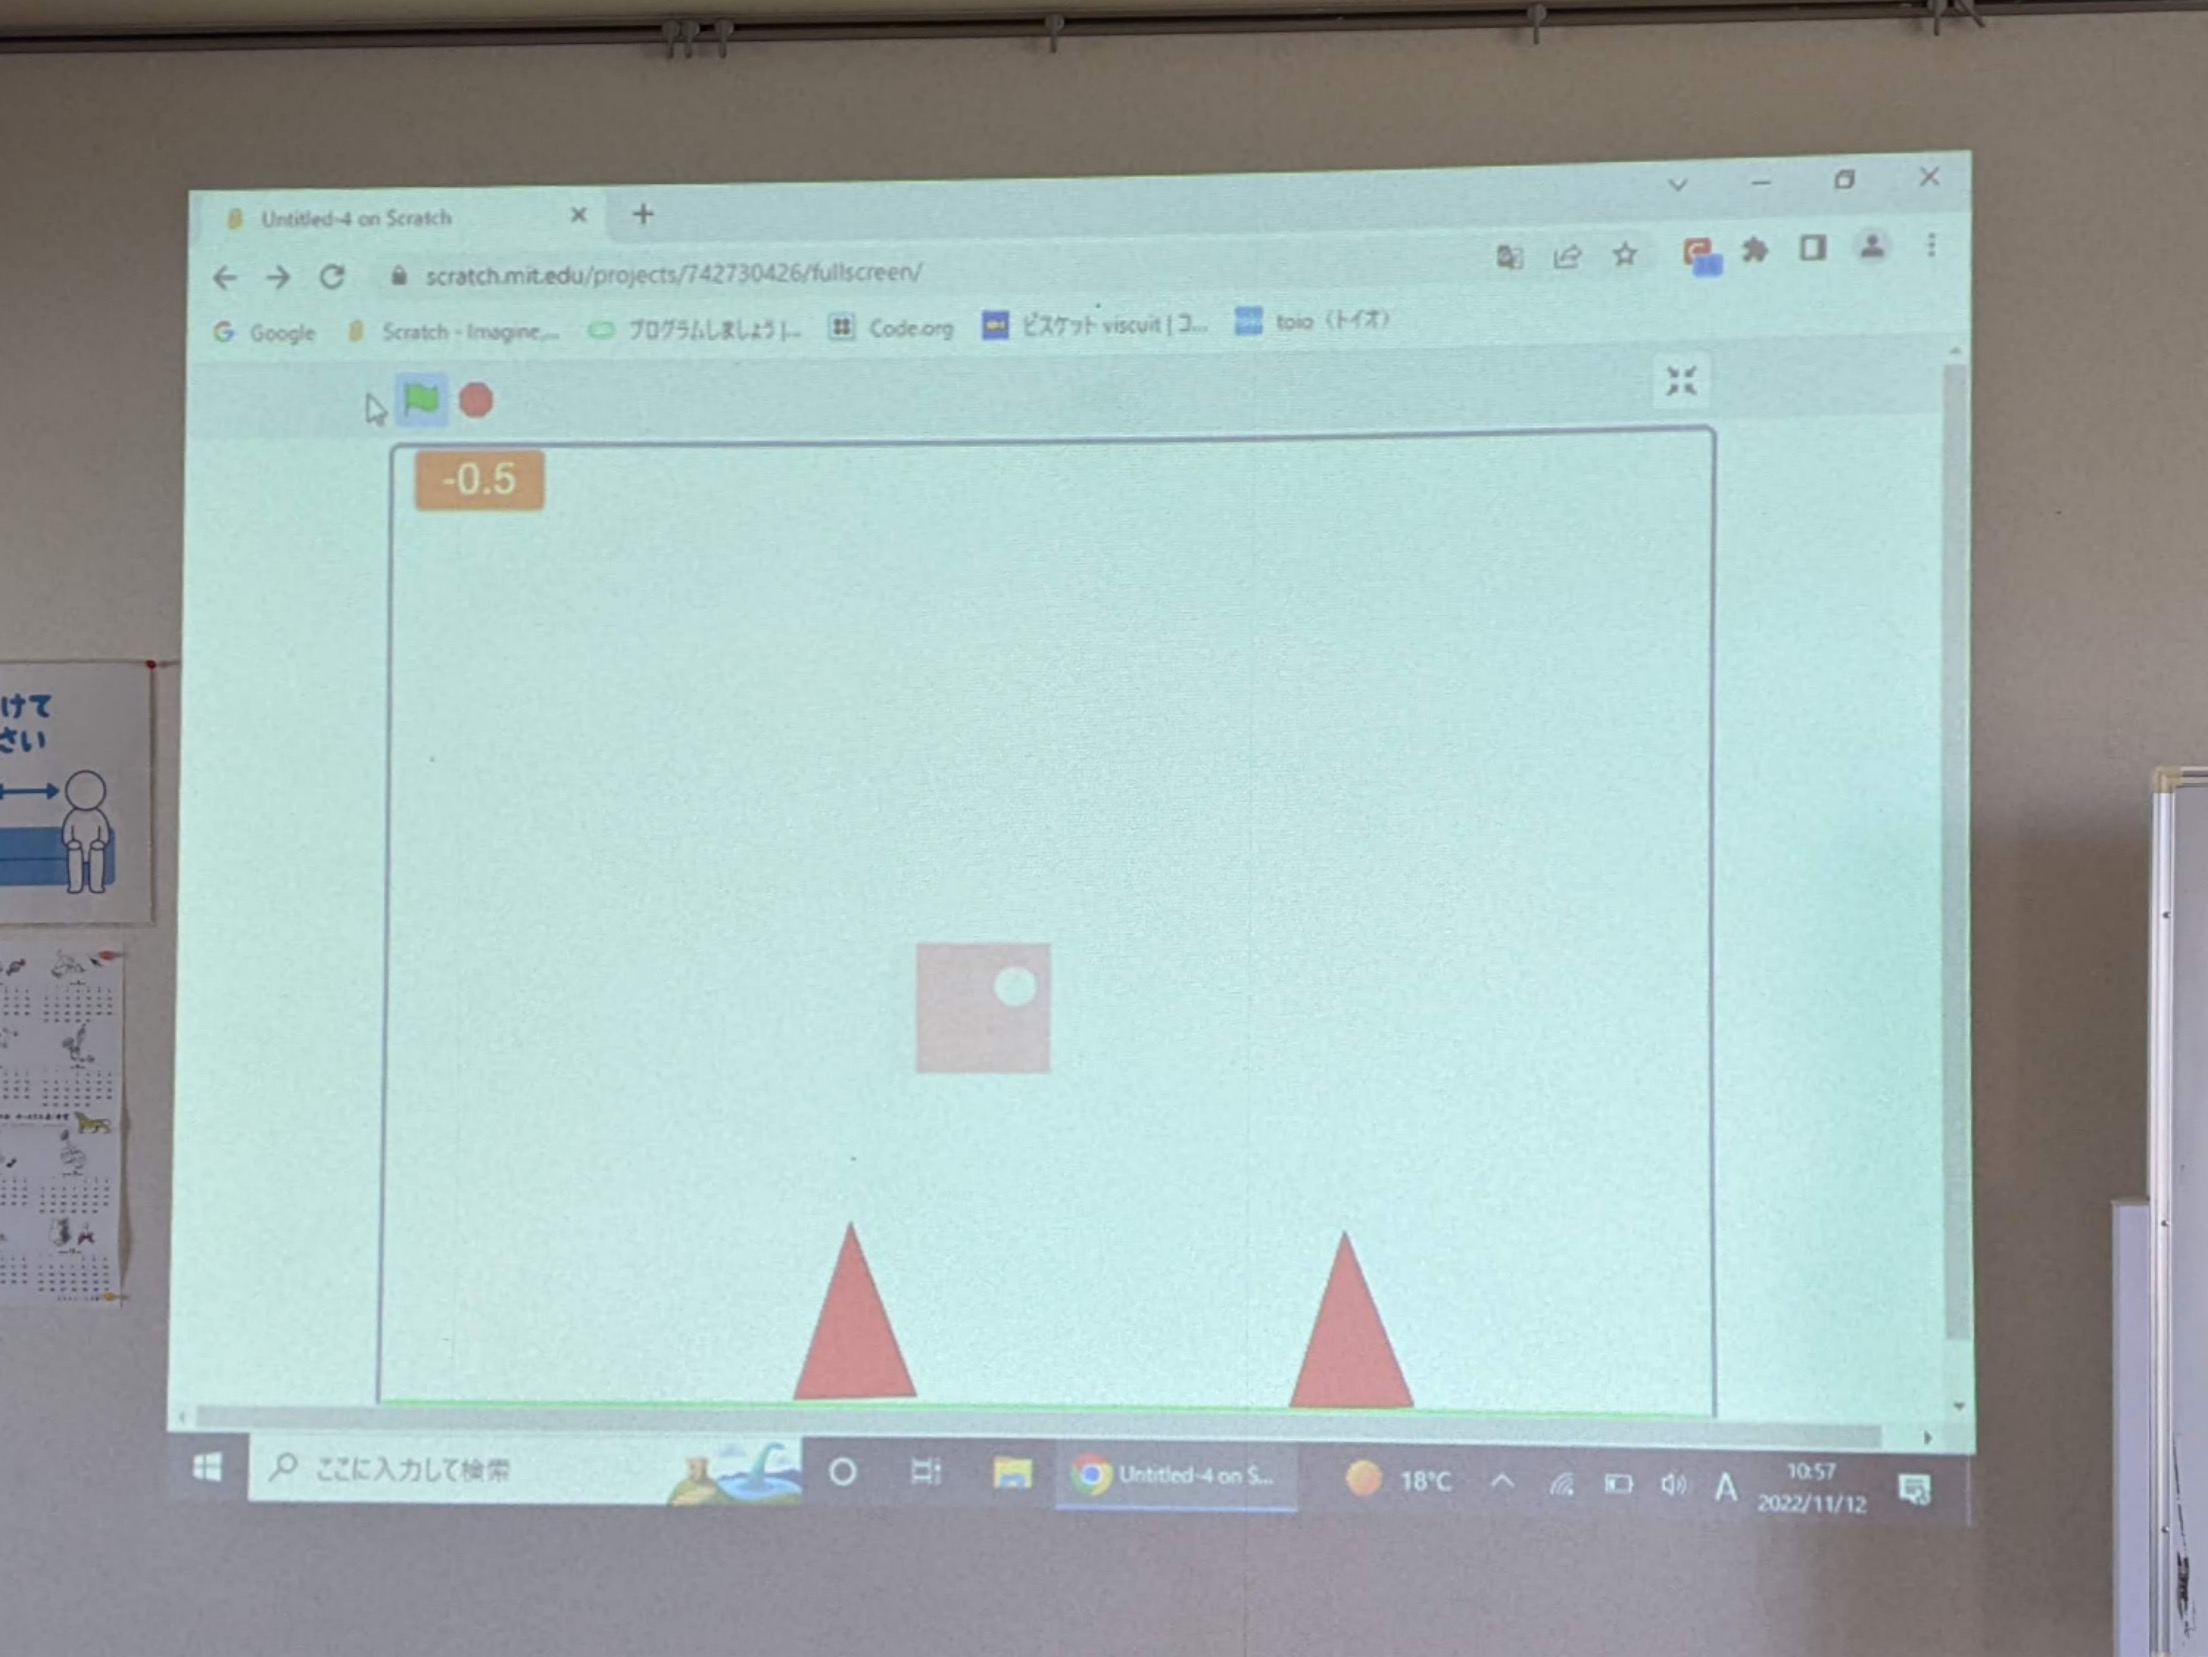 Untitled-4 on Scratch
scratch.mit.edu/projects/742730426/fullscreen/
Google Scratch - Imagine,... プログラムしましょう |... Code.org ビスケット viscuit | コ... toio（トイオ）
-0.5
けて
さい
ここに入力して検索
Untitled-4 on S...
18°C
A
10:57
2022/11/12